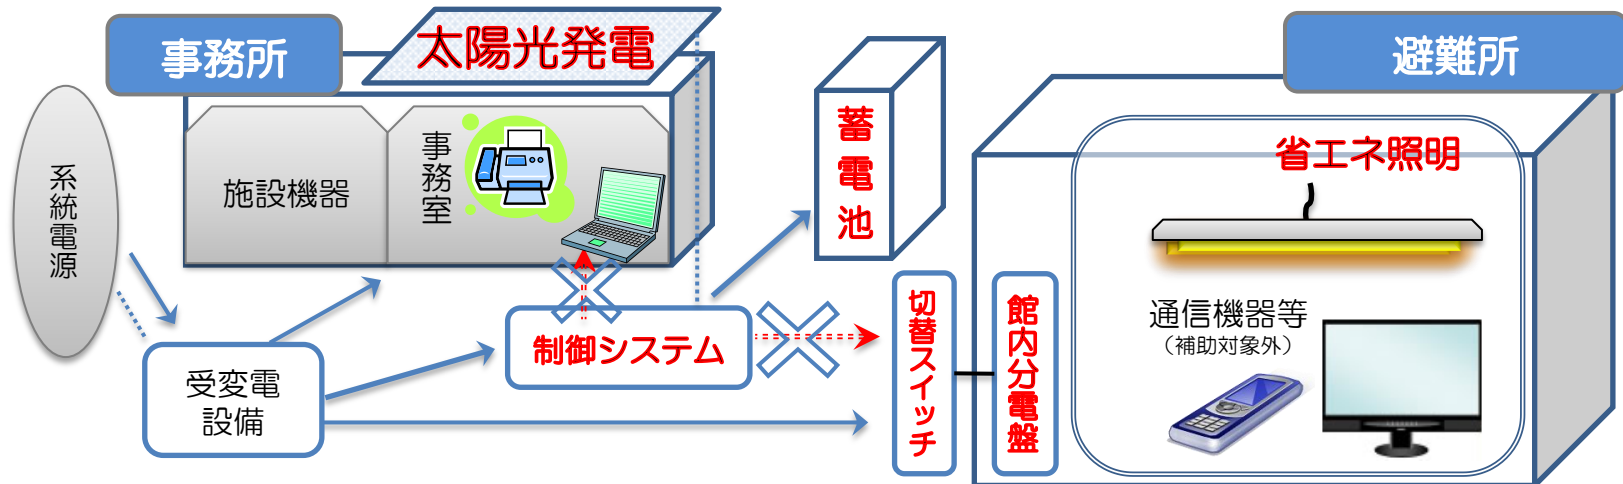 事務所
太陽光発電
避難所
系統電源
施設機器
事務室
蓄電池
省エネ照明
通信機器等
（補助対象外）
制御システム
切替スイッチ
館内分電盤
受変電
設備